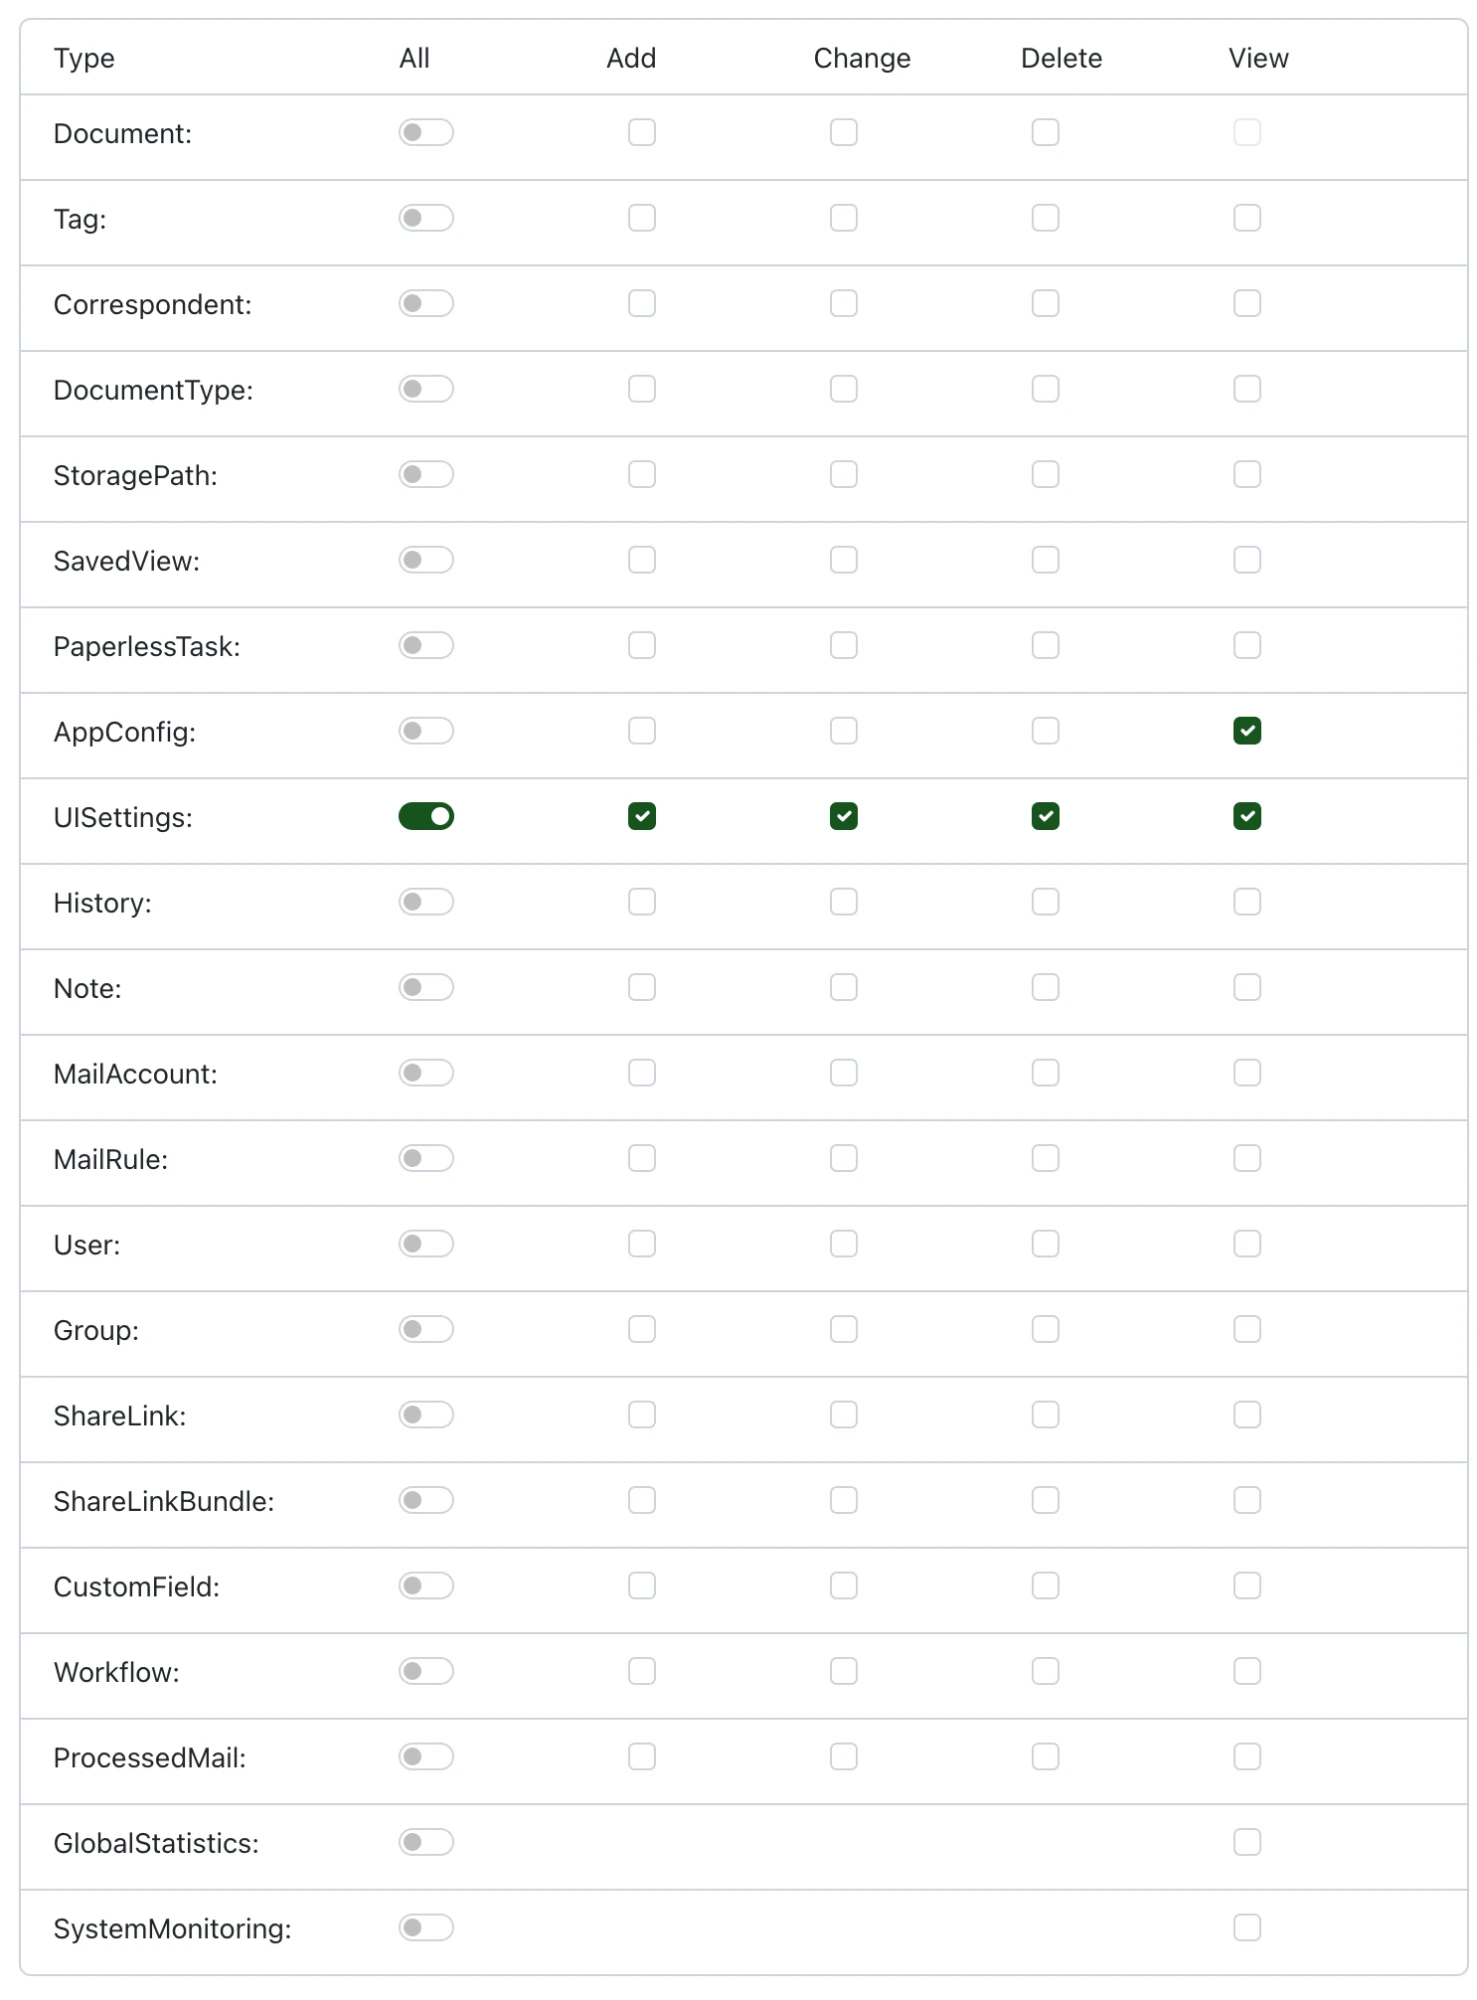 Type All Add Change Delete View
Document:
Tag:
Correspondent:
DocumentType:
StoragePath:
SavedView:
PaperlessTask:
AppConfig:
UISettings:
History:
Note:
MailAccount:
MailRule:
User:
Group:
ShareLink:
ShareLinkBundle:
CustomField:
Workflow:
ProcessedMail:
GlobalStatistics:
SystemMonitoring: